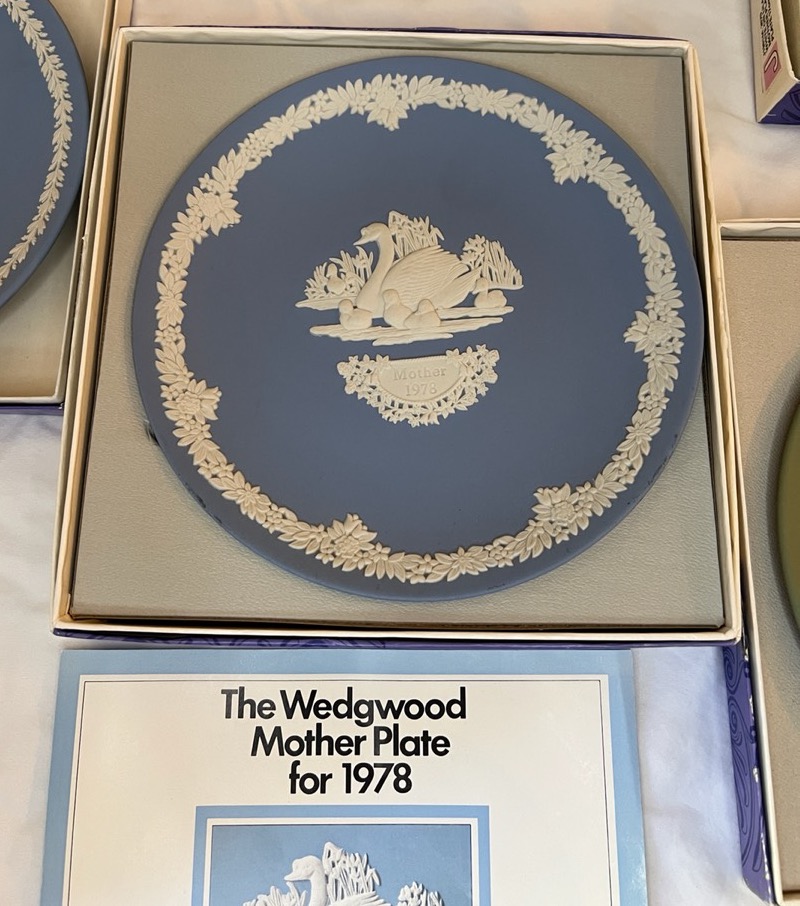 Mother
1978
The Wedgwood
Mother Plate
for 1978